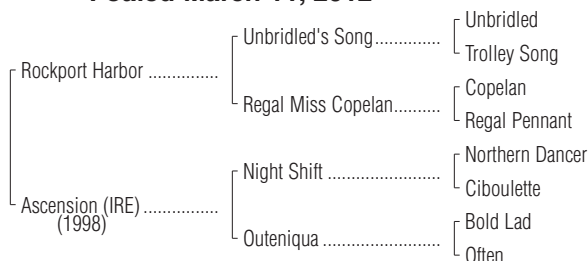 Foaled March 11, 2012
Unbridled
Unbridled's Song
Trolley Song
Rockport Harbor
Copelan
Regal Miss Copelan
Regal Pennant
Northern Dancer
Night Shift
Ciboulette
Ascension (IRE)
(1998)
Bold Lad
Outeniqua
Often